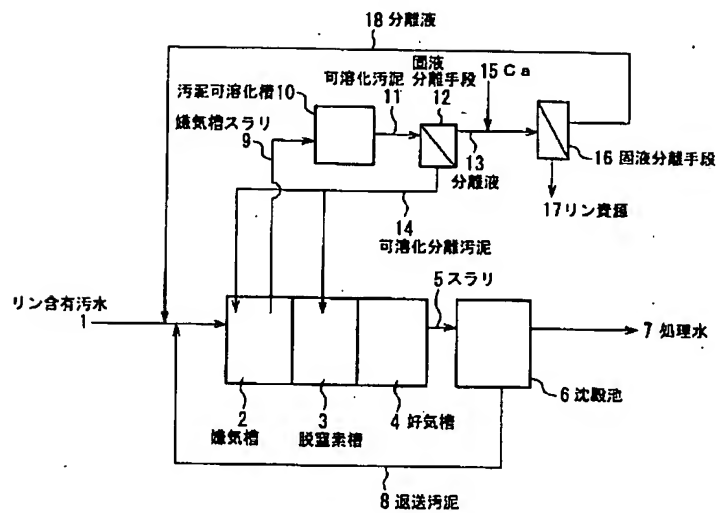 18 分離液
固液
分離手段
12
可溶化汚泥
11
15 Ca
汚泥可溶化槽10
嫌気槽スラリ
9
13
分離液
16 固液分離手段
17リン資源
14
可溶化分離汚泥
5スラリ
リン含有汚水
1
7 処理水
2
嫌気槽
3
脱窒素槽
4 好気槽
6 沈殿池
8 返送汚泥